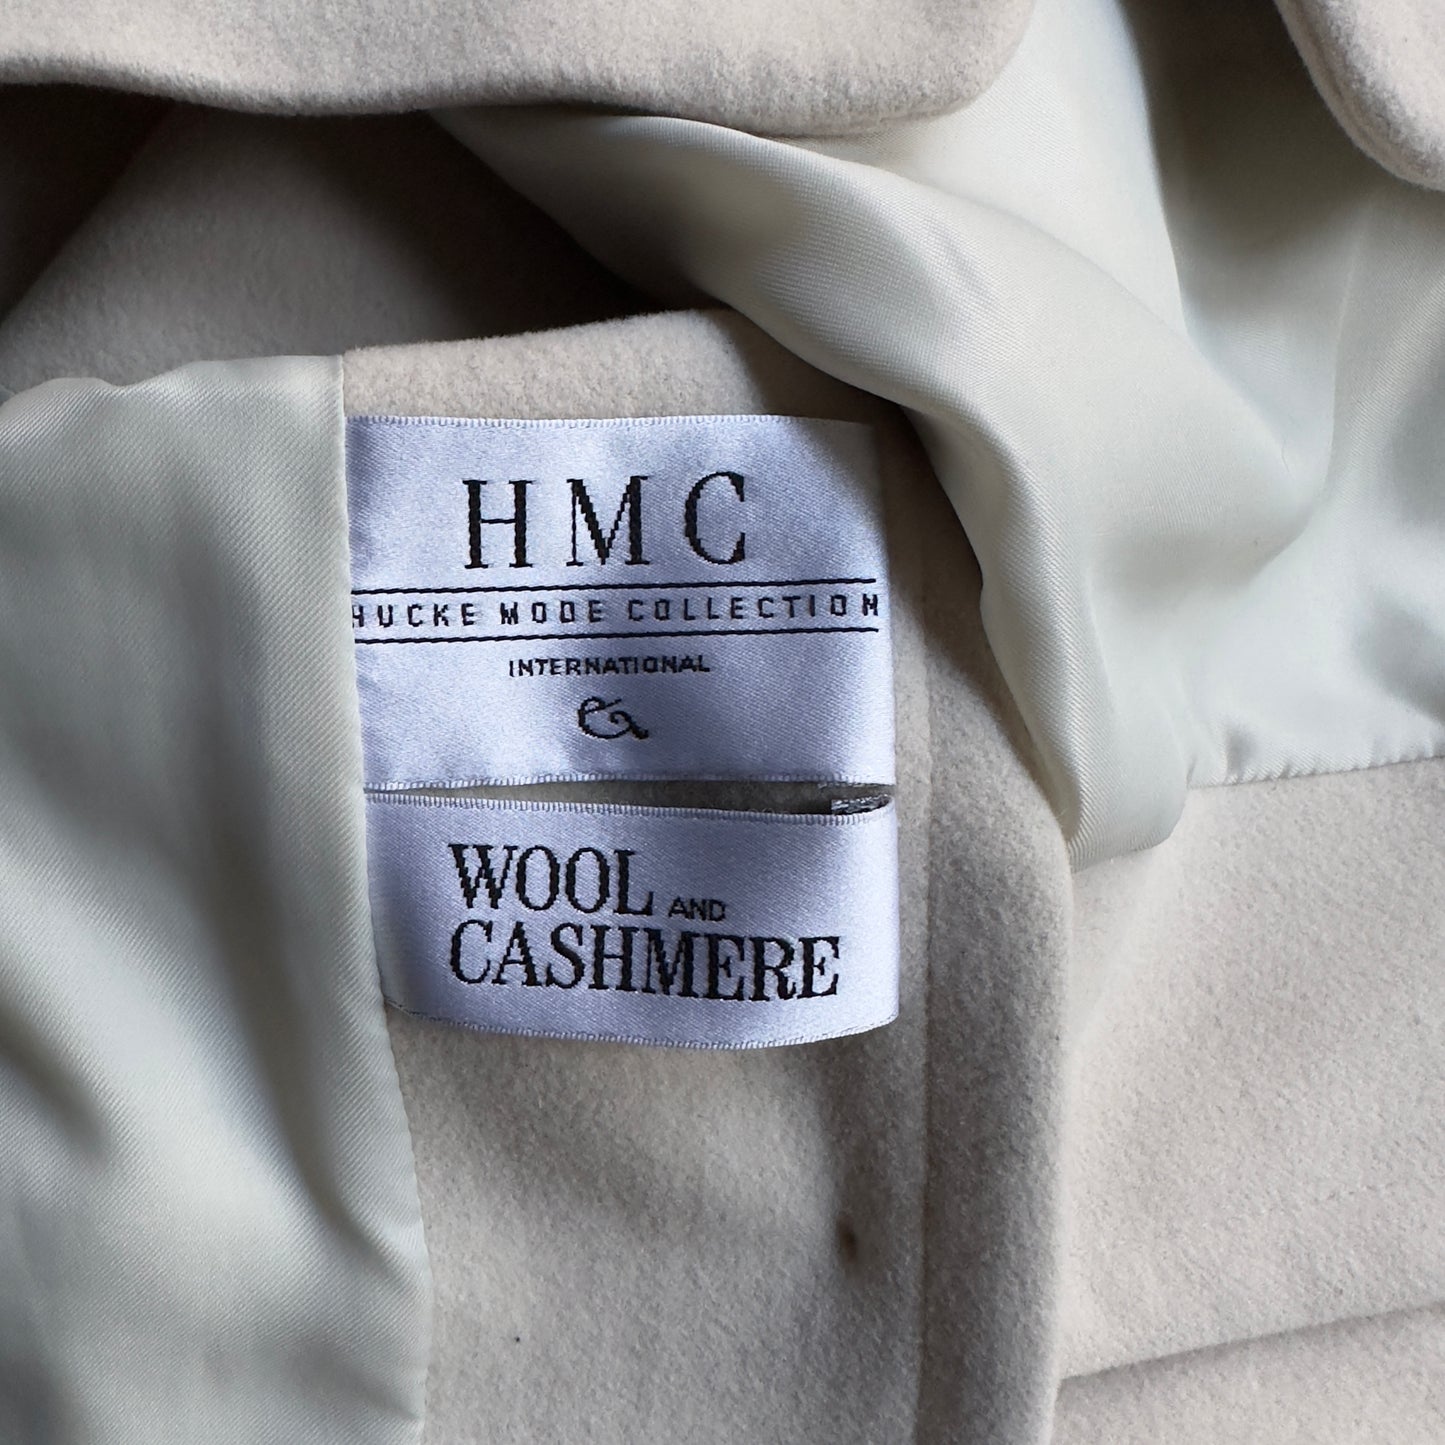 HMC
HUCKE MODE COLLECTION
INTERNATIONAL
WOOL AND
CASHMERE